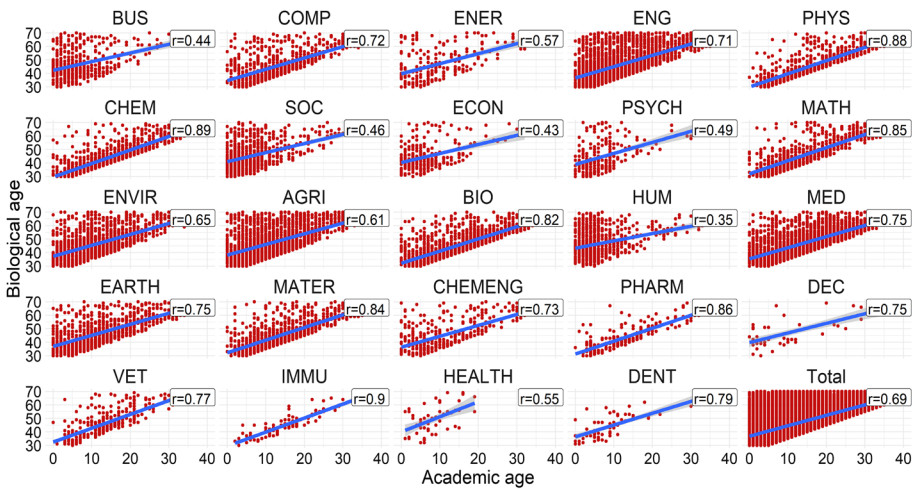 BUS COMP ENER ENG PHYS
70
60
50
40
30
r=0.44 r=0.72 r=0.57 r=0.71 r=0.88
CHEM SOC ECON PSYCH MATH
70
60
50
40
30
r=0.89 r=0.46 r=0.43 r=0.49 r=0.85
Biological age
ENVIR AGRI BIO HUM MED
70
60
50
40
30
r=0.65 r=0.61 r=0.82 r=0.35 r=0.75
EARTH MATER CHEMENG PHARM DEC
70
60
50
40
30
r=0.75 r=0.84 r=0.73 r=0.86 r=0.75
VET IMMU HEALTH DENT Total
70
60
50
40
30
r=0.77 r=0.9 r=0.55 r=0.79 r=0.69
0 10 20 30 40 0 10 20 30 40 0 10 20 30 40 0 10 20 30 40 0 10 20 30 40
Academic age